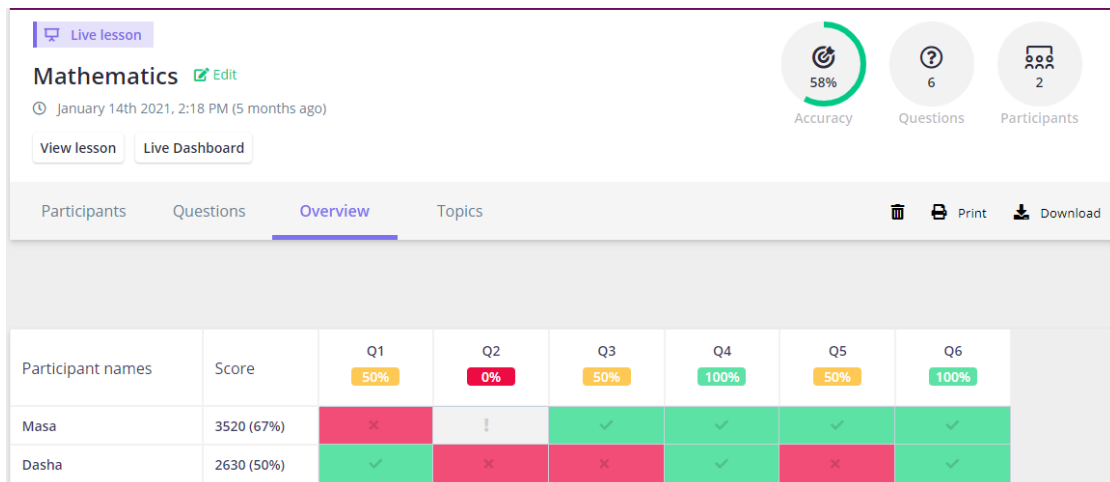 Live lesson
Mathematics Edit
January 14th 2021, 2:18 PM (5 months ago)
View lesson Live Dashboard
58% 6 2
Accuracy Questions Participants
Participants Questions Overview Topics Print Download
Participant names Score Q1 Q2 Q3 Q4 Q5 Q6
50% 0% 50% 100% 50% 100%
Masa 3520 (67%)
Dasha 2630 (50%)